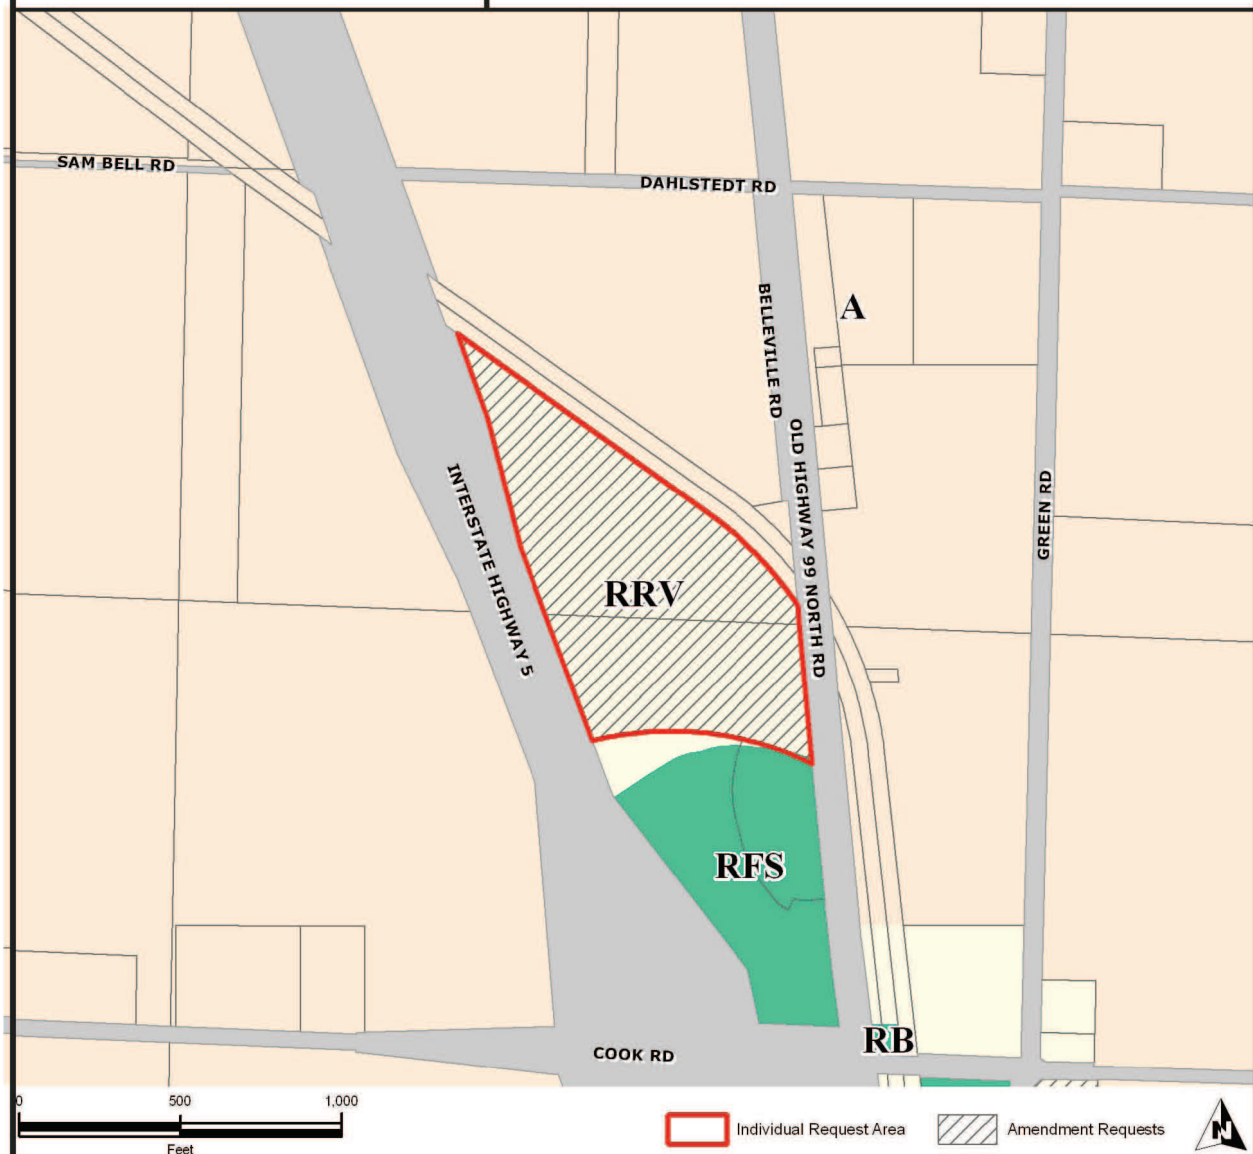 SAM BELL RD
DAHLSTEDT RD
BELLEVILLE RD
A
OLD HIGHWAY 99 NORTH RD
INTERSTATE HIGHWAY 5
GREEN RD
RRV
RFS
RB
COOK RD
0 500 1,000
Feet
Individual Request Area
Amendment Requests
N